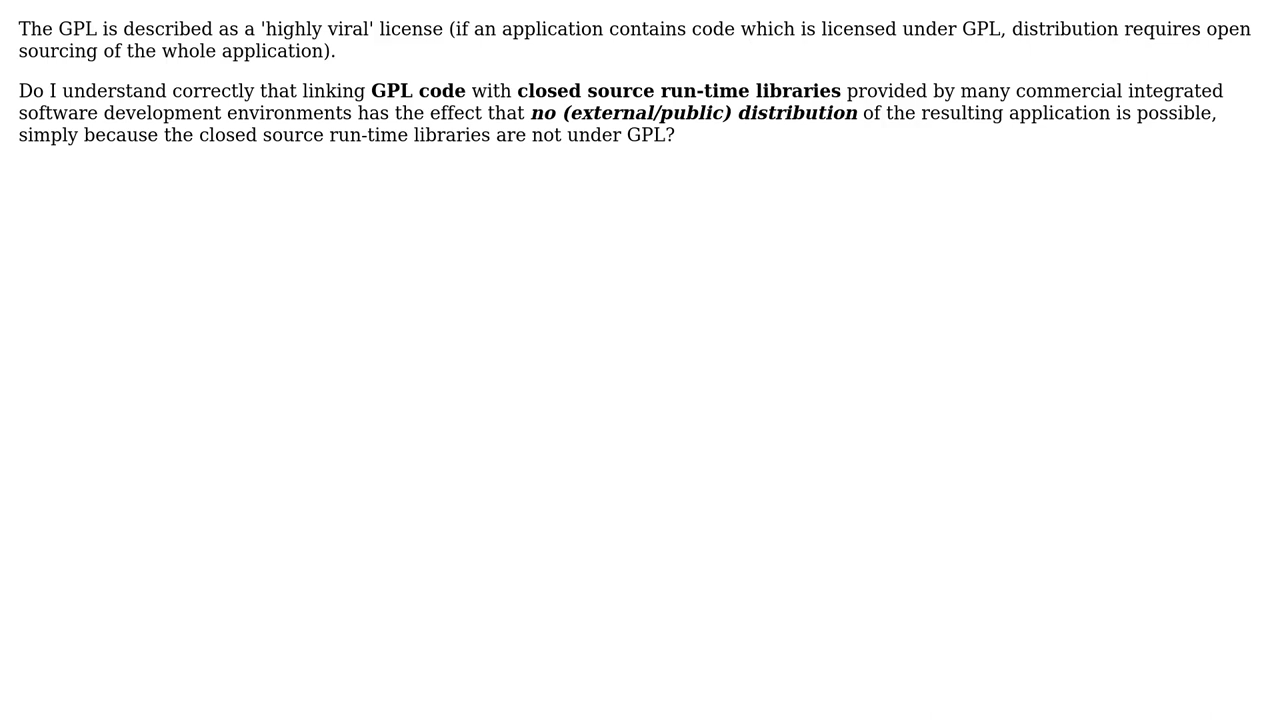 The GPL is described as a 'highly viral' license (if an application contains code which is licensed under GPL, distribution requires open
sourcing of the whole application).
Do I understand correctly that linking GPL code with closed source run-time libraries provided by many commercial integrated
software development environments has the effect that no (external/public) distribution of the resulting application is possible,
simply because the closed source run-time libraries are not under GPL?